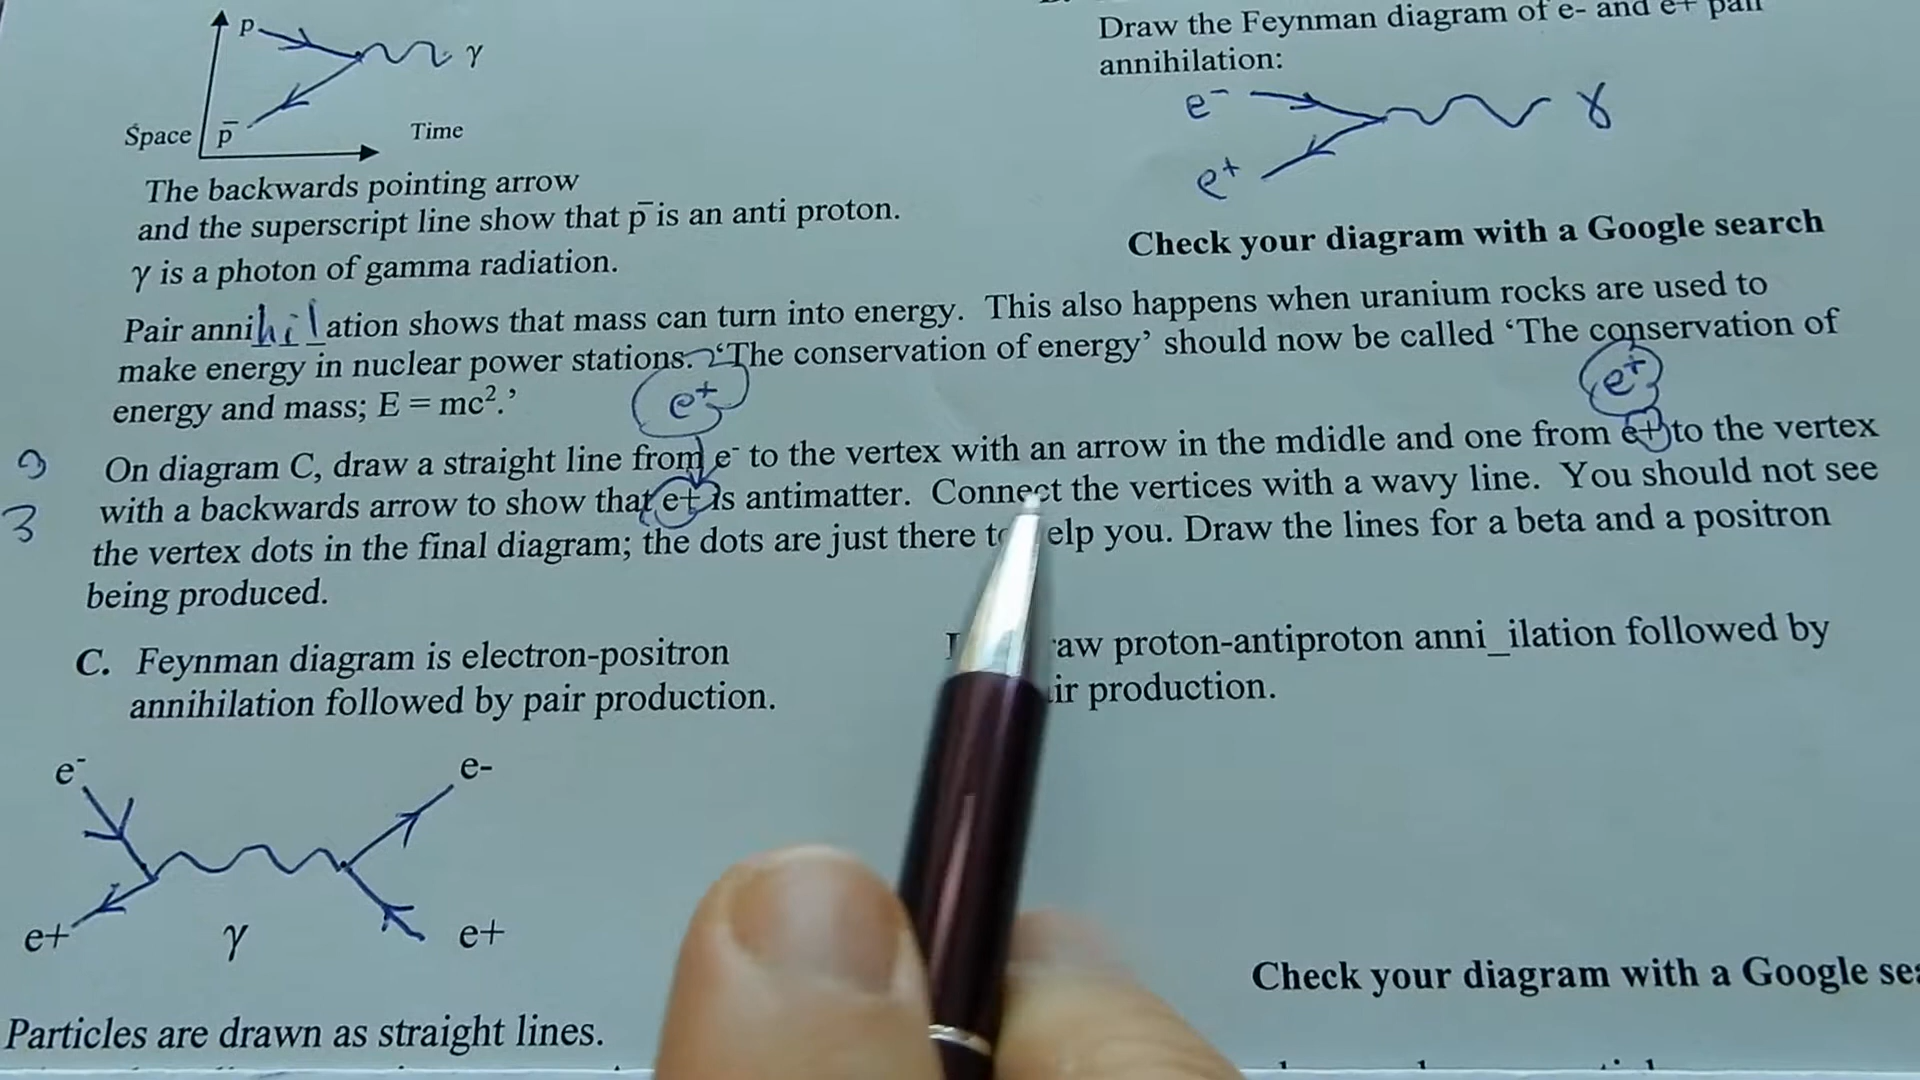 p
γ
Space
p̄
Time
The backwards pointing arrow
and the superscript line show that p̄ is an anti proton.
γ is a photon of gamma radiation.
Draw the Feynman diagram of e- and e+ pair
annihilation:
e⁻
γ
e⁺
Check your diagram with a Google search
Pair annihilation shows that mass can turn into energy. This also happens when uranium rocks are used to
make energy in nuclear power stations. ‘The conservation of energy’ should now be called ‘The conservation of
energy and mass; E = mc².’
e⁺
e⁺
On diagram C, draw a straight line from e⁻ to the vertex with an arrow in the mdidle and one from e+ to the vertex
3
with a backwards arrow to show that e+ is antimatter. Connect the vertices with a wavy line. You should not see
the vertex dots in the final diagram; the dots are just there elp you. Draw the lines for a beta and a positron
being produced.
C. Feynman diagram is electron-positron
annihilation followed by pair production.
aw proton-antiproton anni_ilation followed by
ir production.
e⁻
e-
e+
γ
e+
Check your diagram with a Google sea
Particles are drawn as straight lines.